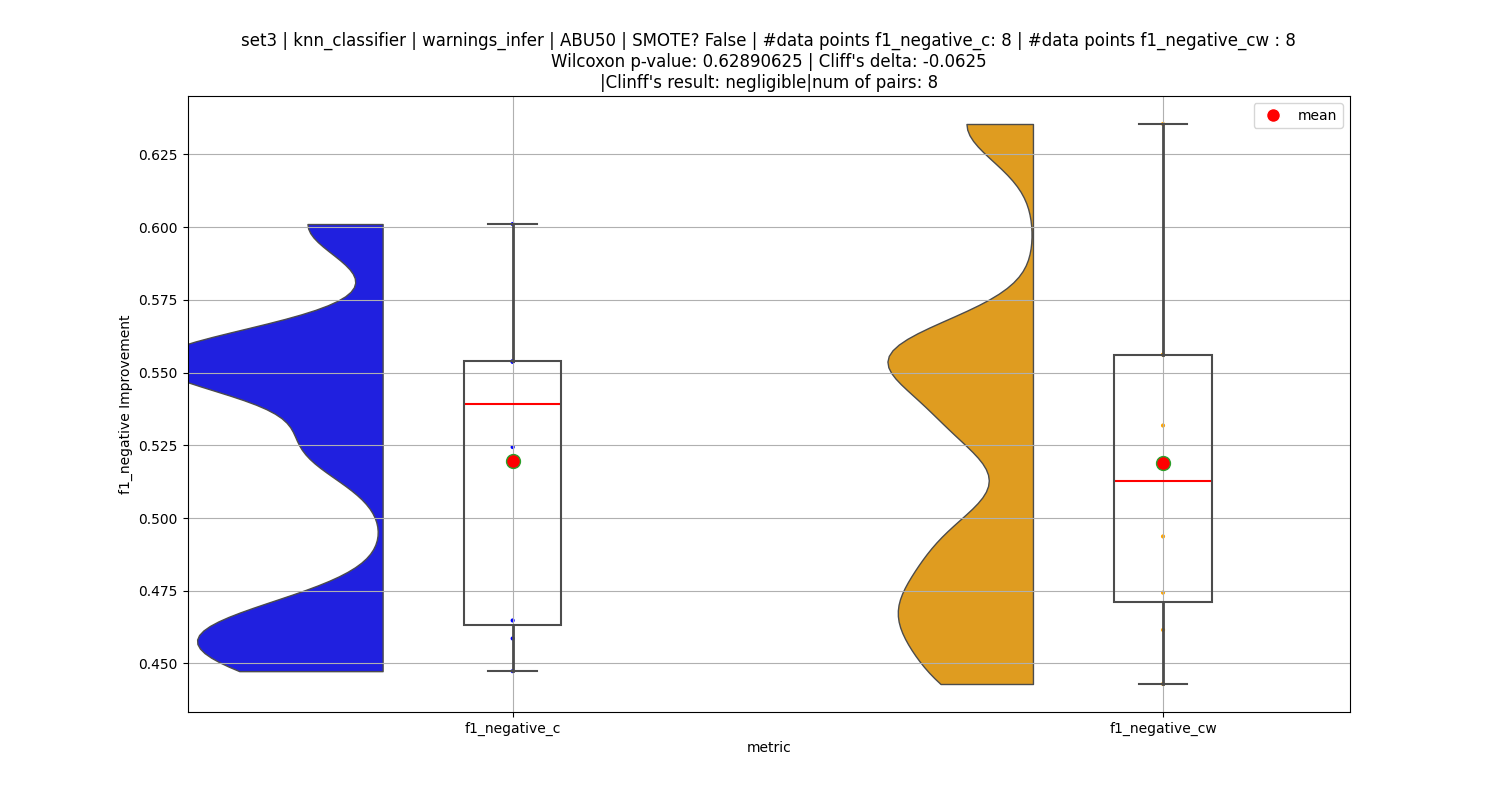 set3 | knn_classifier | warnings_infer | ABU50 | SMOTE? False | #data points f1_negative_c: 8 | #data points f1_negative_cw : 8
Wilcoxon p-value: 0.62890625 | Cliff's delta: -0.0625
|Clinff's result: negligible|num of pairs: 8
mean
0.625
0.600
0.575
0.550
0.525
0.500
0.475
0.450
f1_negative Improvement
f1_negative_c
f1_negative_cw
metric